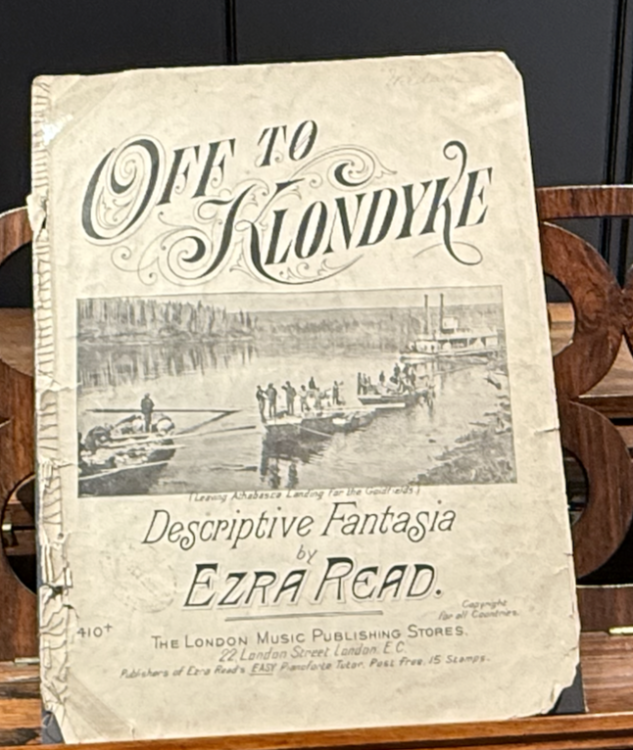 OFF TO
KLONDYKE
(Leaving Athabasca Landing for the Goldfields)
Descriptive Fantasia
by
EZRA READ.
Copyright
for all Countries.
410+
THE LONDON MUSIC PUBLISHING STORES.
22, London Street London. E.C.
Publishers of Ezra Read's EASY Pianoforte Tutor. Post Free. 15 Stamps.